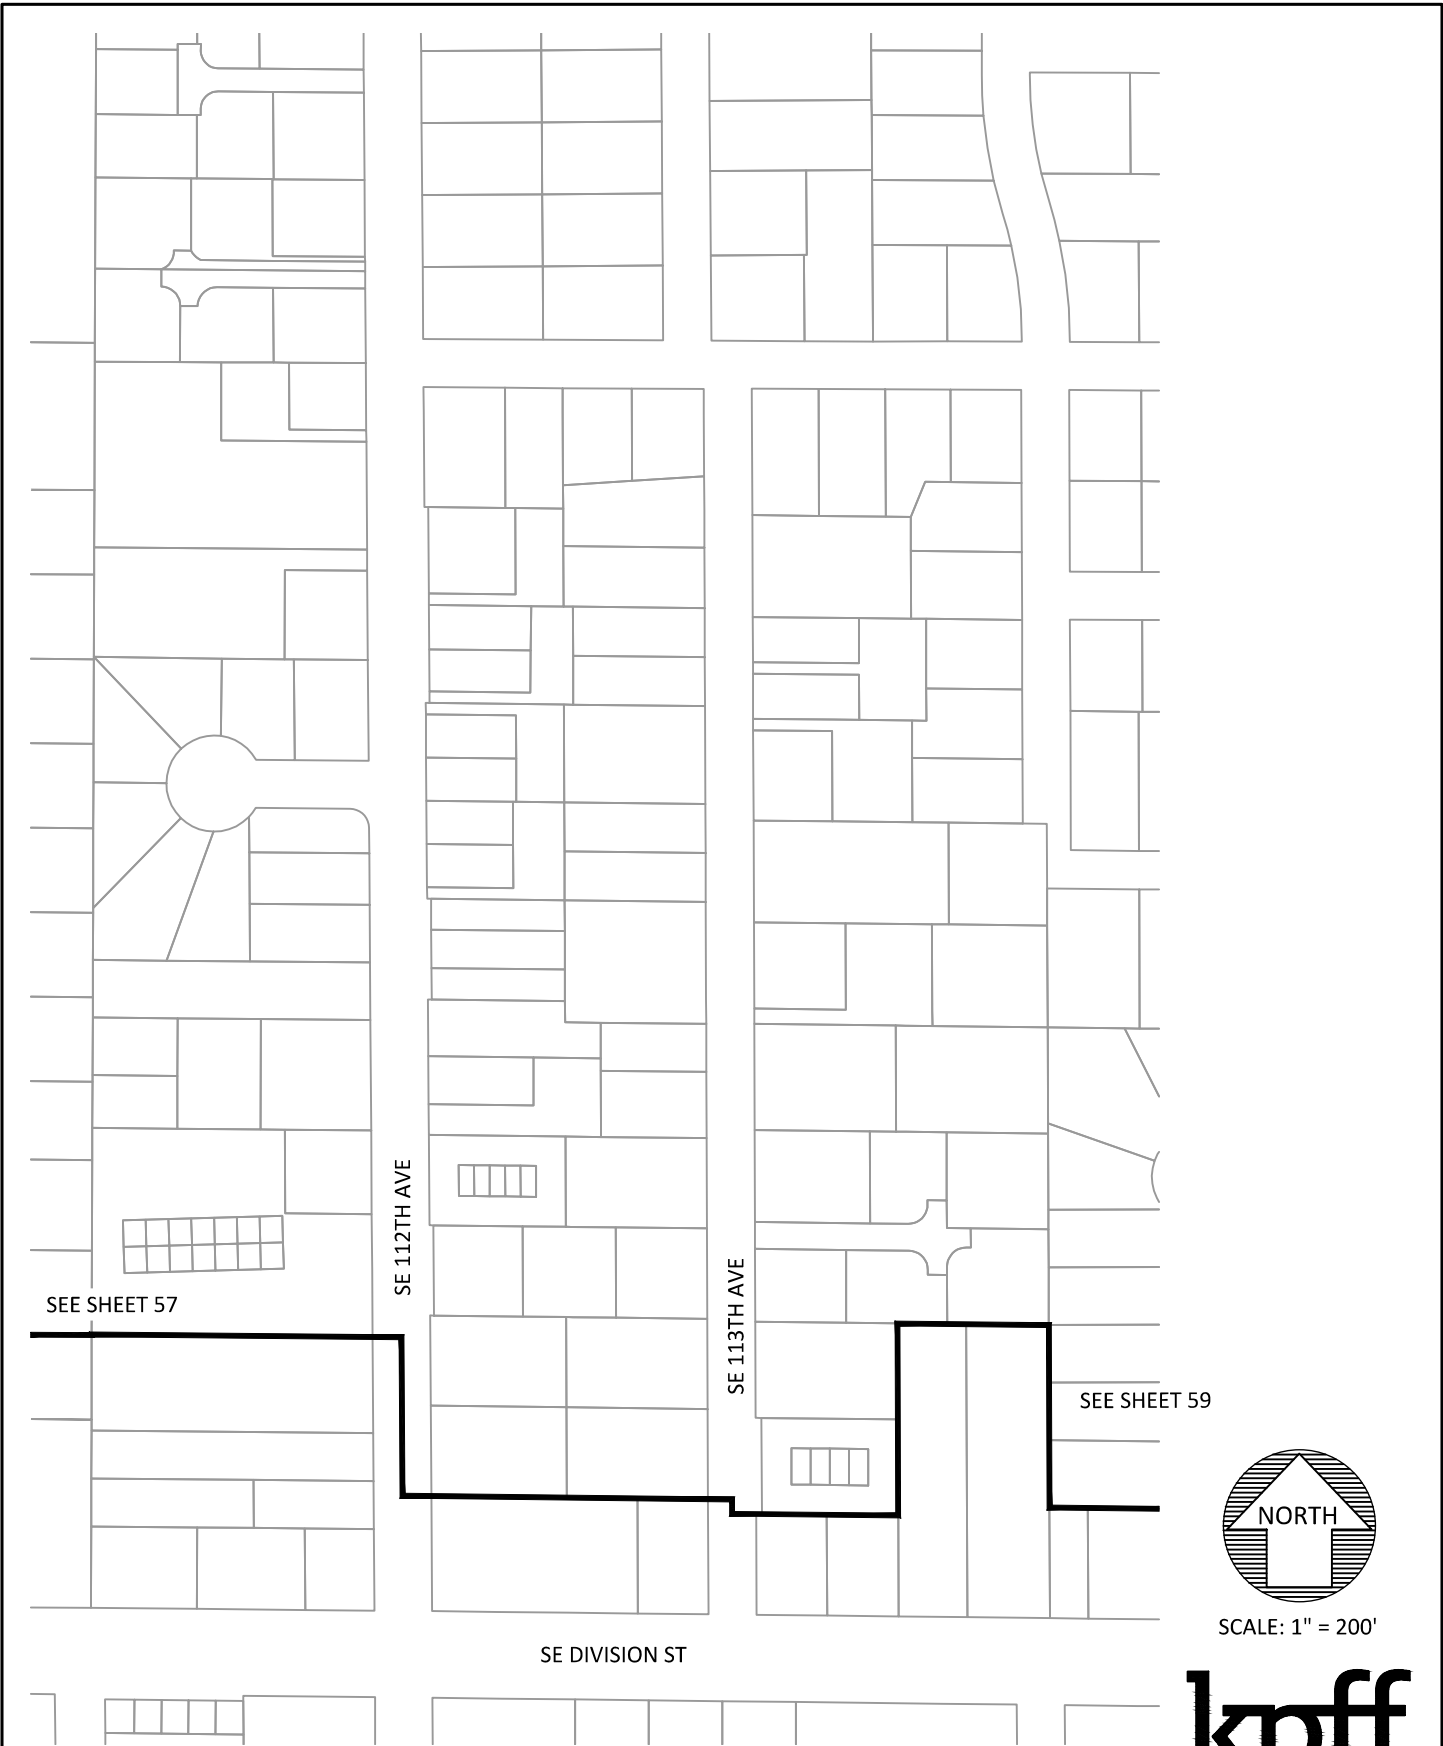 SE 112TH AVE
SE 113TH AVE
SEE SHEET 57
SEE SHEET 59
NORTH
SCALE: 1" = 200'
SE DIVISION ST
kpff